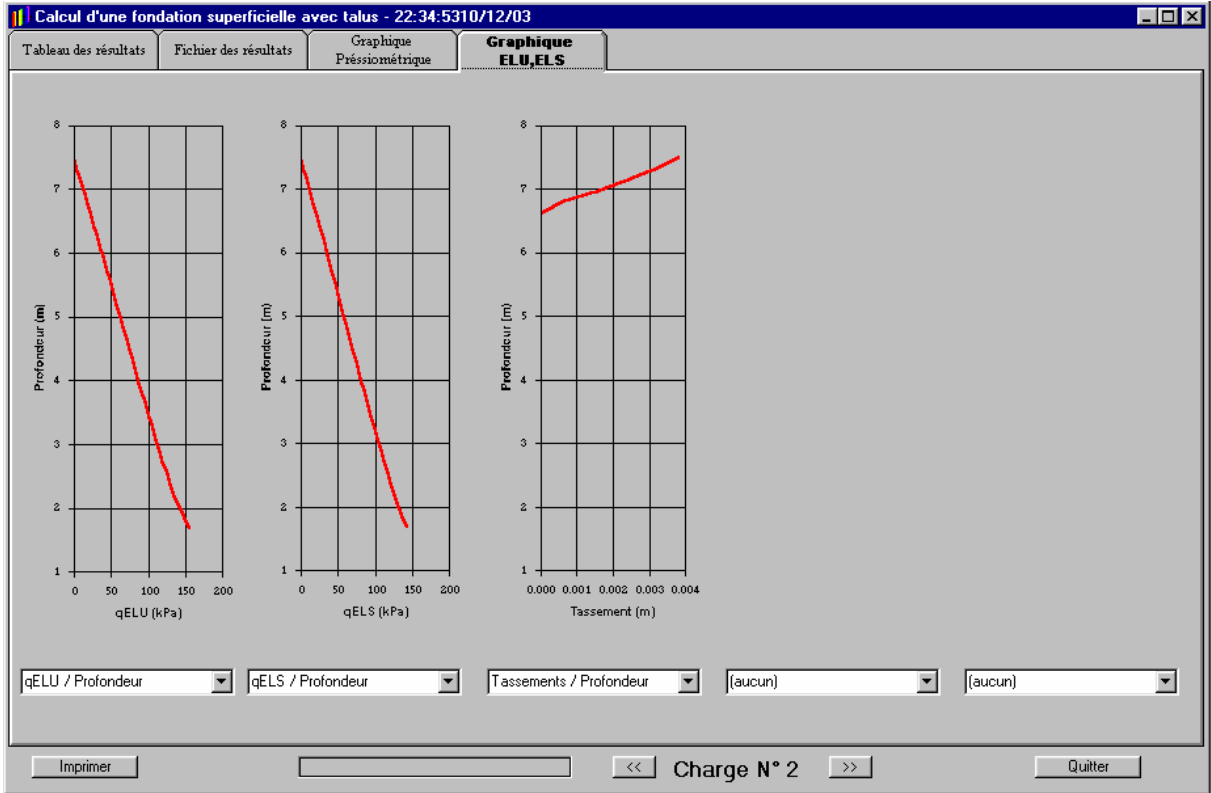 Calcul d'une fondation superficielle avec talus - 22:34:5310/12/03
Tableau des résultats
Fichier des résultats
Graphique
Préssiométrique
Graphique
ELU,ELS
8
7
6
5
4
3
2
1
Profondeur (m)
0 50 100 150 200
qELU (kPa)
8
7
6
5
4
3
2
1
Profondeur (m)
0 50 100 150 200
qELS (kPa)
8
7
6
5
4
3
2
1
Profondeur (m)
0.000 0.001 0.002 0.003 0.004
Tassement (m)
qELU / Profondeur
qELS / Profondeur
Tassements / Profondeur
(aucun)
(aucun)
Imprimer
<<
Charge N° 2
>>
Quitter